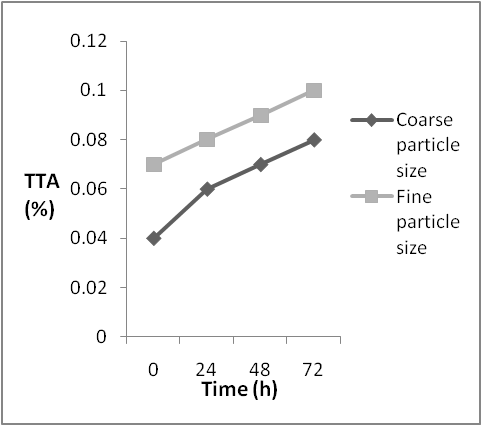 0.12
0.1
0.08
0.06
0.04
0.02
0
TTA
(%)
0 24 48 72
Time (h)
Coarse
particle
size
Fine
particle
size